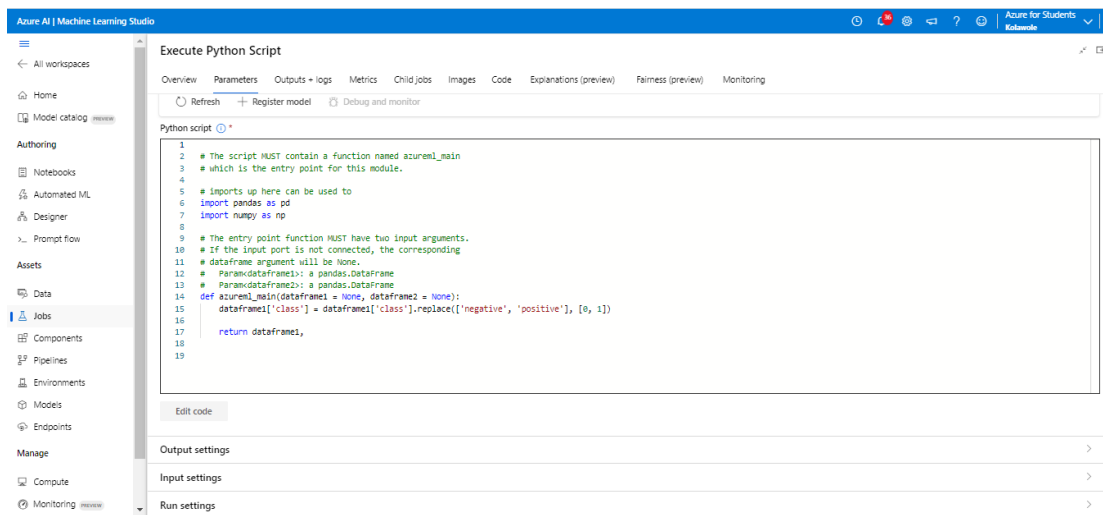 Azure AI | Machine Learning Studio
36
Azure for Students
Kolawole
All workspaces
Home
Model catalog PREVIEW
Authoring
Notebooks
Automated ML
Designer
Prompt flow
Assets
Data
Jobs
Components
Pipelines
Environments
Models
Endpoints
Manage
Compute
Monitoring PREVIEW
Execute Python Script
Overview Parameters Outputs + logs Metrics Child jobs Images Code Explanations (preview) Fairness (preview) Monitoring
Refresh + Register model Debug and monitor
Python script *
1
2 # The script MUST contain a function named azureml_main
3 # which is the entry point for this module.
4
5 # imports up here can be used to
6 import pandas as pd
7 import numpy as np
8
9 # The entry point function MUST have two input arguments.
10 # If the input port is not connected, the corresponding
11 # dataframe argument will be None.
12 #   Param<dataframe1>: a pandas.DataFrame
13 #   Param<dataframe2>: a pandas.DataFrame
14 def azureml_main(dataframe1 = None, dataframe2 = None):
15     dataframe1['class'] = dataframe1['class'].replace(['negative', 'positive'], [0, 1])
16
17     return dataframe1,
18
19
Edit code
Output settings
Input settings
Run settings